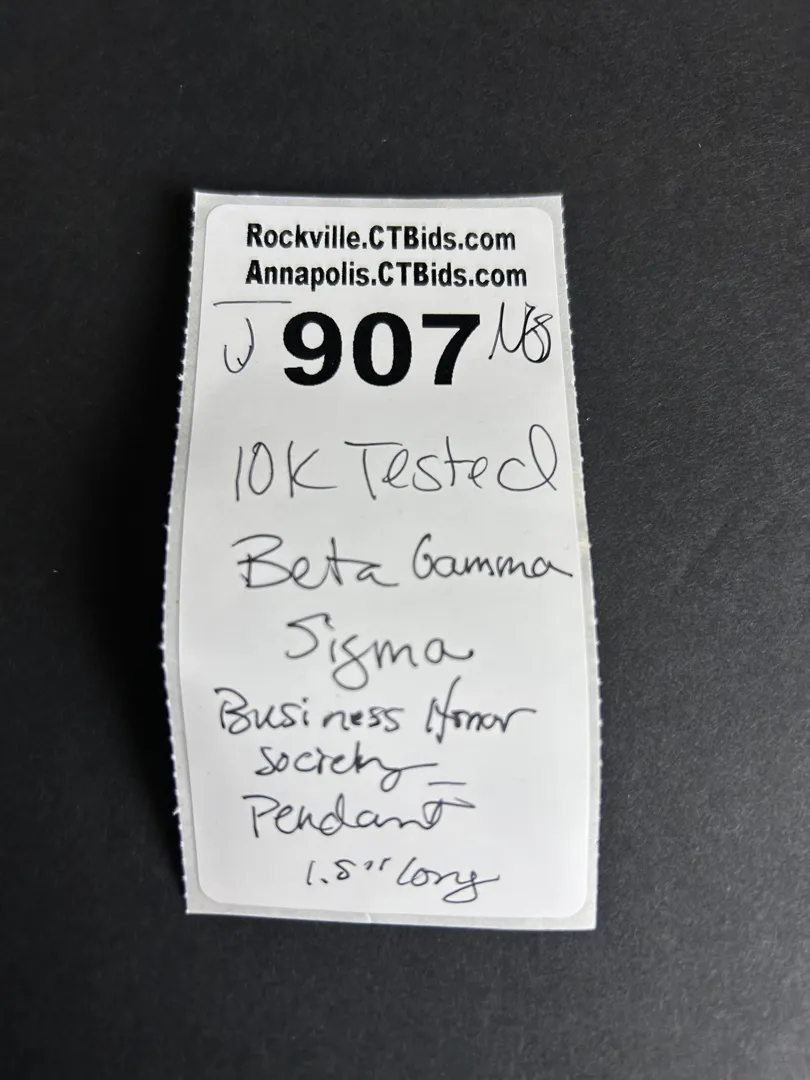 Rockville.CTBids.com
Annapolis.CTBids.com
J 907
10K Tested
Beta Gamma
Sigma
Business Honor
Society
Pendant
1.5" long